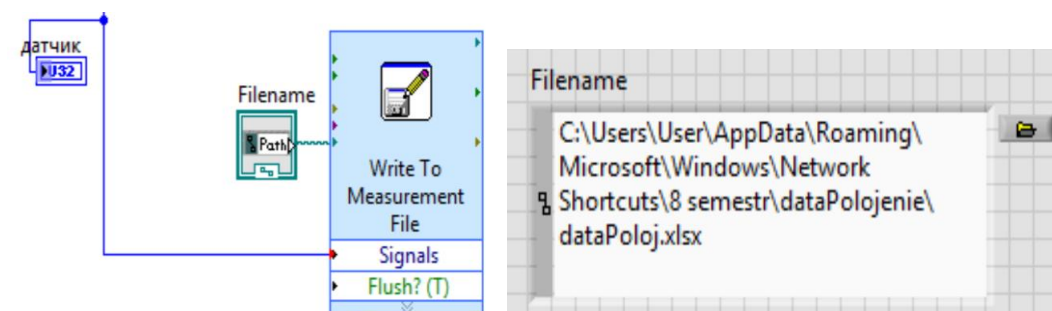 датчик
U32
Filename
Path
Write To
Measurement
File
Signals
Flush? (T)
Filename
C:\Users\User\AppData\Roaming\
Microsoft\Windows\Network
Shortcuts\8 semestr\dataPolojenie\
dataPoloj.xlsx